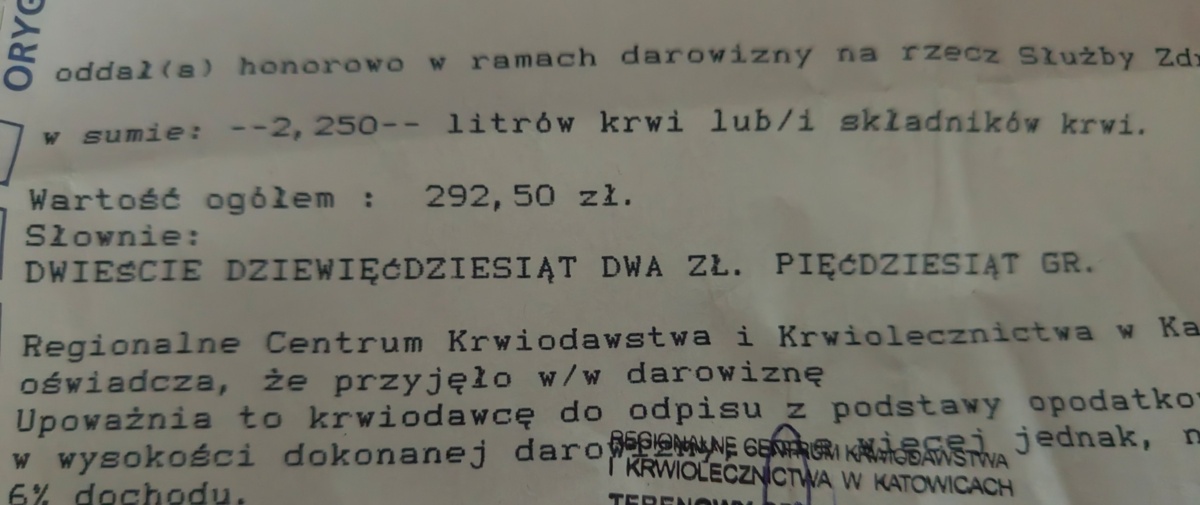 ORYG
oddał(a) honorowo w ramach darowizny na rzecz Służby Zdr
w sumie: --2,250-- litrów krwi lub/i składników krwi.
Wartość ogółem : 292,50 zł.
Słownie:
DWIEŚCIE DZIEWIĘćDZIESIĄT DWA ZŁ. PIĘćDZIESIĄT GR.
Regionalne Centrum Krwiodawstwa i Krwiolecznictwa w Ka
oświadcza, że przyjęło w/w darowiznę
Upoważnia to krwiodawcę do odpisu z podstawy opodatko
w wysokości dokonanej darowizny, nie więcej jednak, n
6% dochodu.
REGIONALNE CENTRUM KRWIODAWSTWA
I KRWIOLECZNICTWA W KATOWICACH
TERENOWY